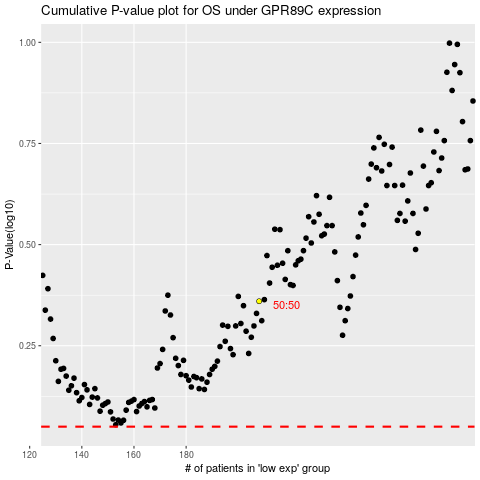 Cumulative P-value plot for OS under GPR89C expression
1.00
0.75
0.50
0.25
P-Value(log10)
50:50
120 140 160 180
# of patients in 'low exp' group